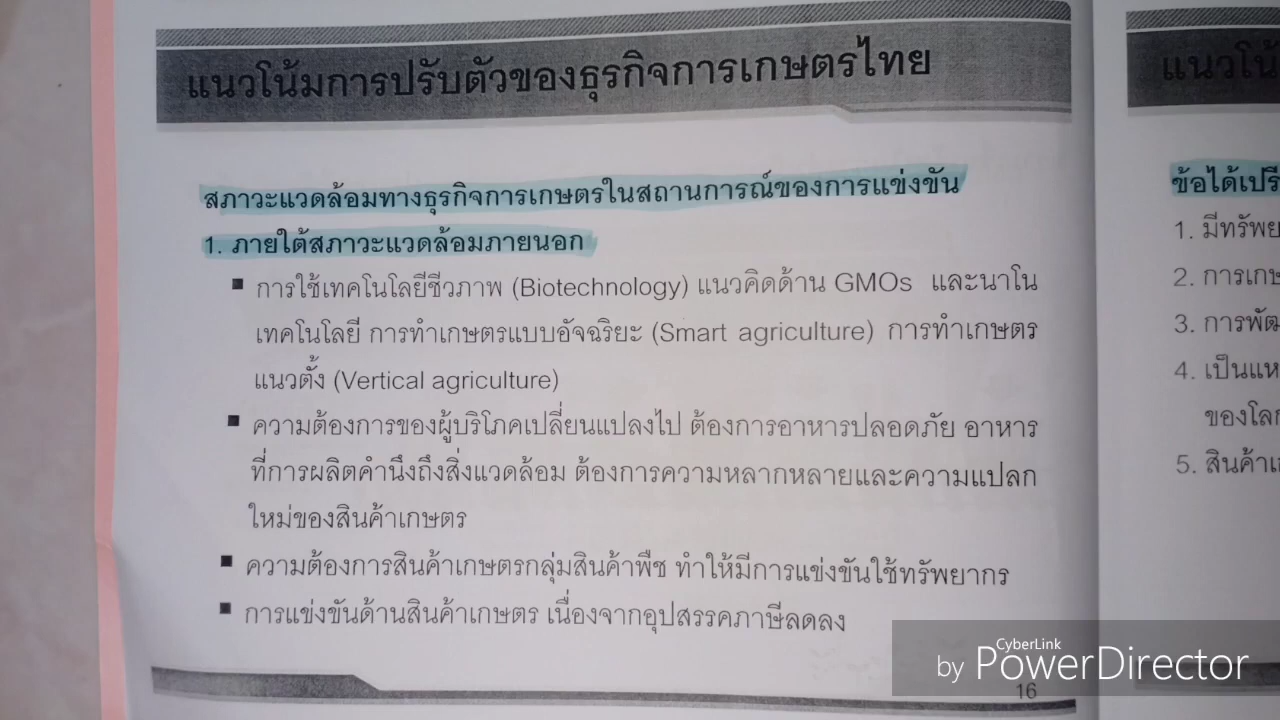 แนวโน้มการปรับตัวของธุรกิจการเกษตรไทย
สภาวะแวดล้อมทางธุรกิจการเกษตรในสถานการณ์ของการแข่งขัน
1. ภายใต้สภาวะแวดล้อมภายนอก
▪ การใช้เทคโนโลยีชีวภาพ (Biotechnology) แนวคิดด้าน GMOs และนาโน
เทคโนโลยี การทำเกษตรแบบอัจฉริยะ (Smart agriculture) การทำเกษตร
แนวตั้ง (Vertical agriculture)
▪ ความต้องการของผู้บริโภคเปลี่ยนแปลงไป ต้องการอาหารปลอดภัย อาหาร
ที่การผลิตคำนึงถึงสิ่งแวดล้อม ต้องการความหลากหลายและความแปลก
ใหม่ของสินค้าเกษตร
▪ ความต้องการสินค้าเกษตรกลุ่มสินค้าพืช ทำให้มีการแข่งขันใช้ทรัพยากร
▪ การแข่งขันด้านสินค้าเกษตร เนื่องจากอุปสรรคภาษีลดลง
16
แนวโน้
ข้อได้เปรี
1. มีทรัพย
2. การเกษ
3. การพัฒ
4. เป็นแห
ของโลก
5. สินค้าเก
CyberLink
by PowerDirector